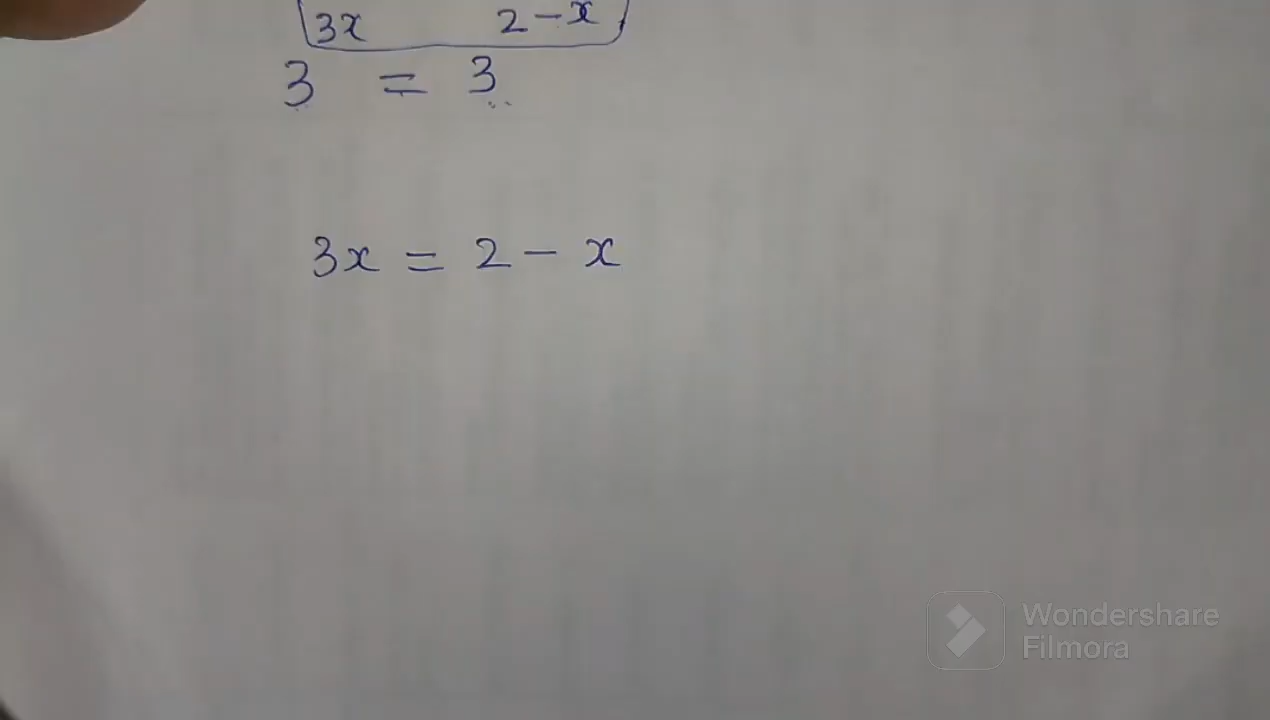 3x 2-x
3 = 3
3x = 2 - x
Wondershare
Filmora